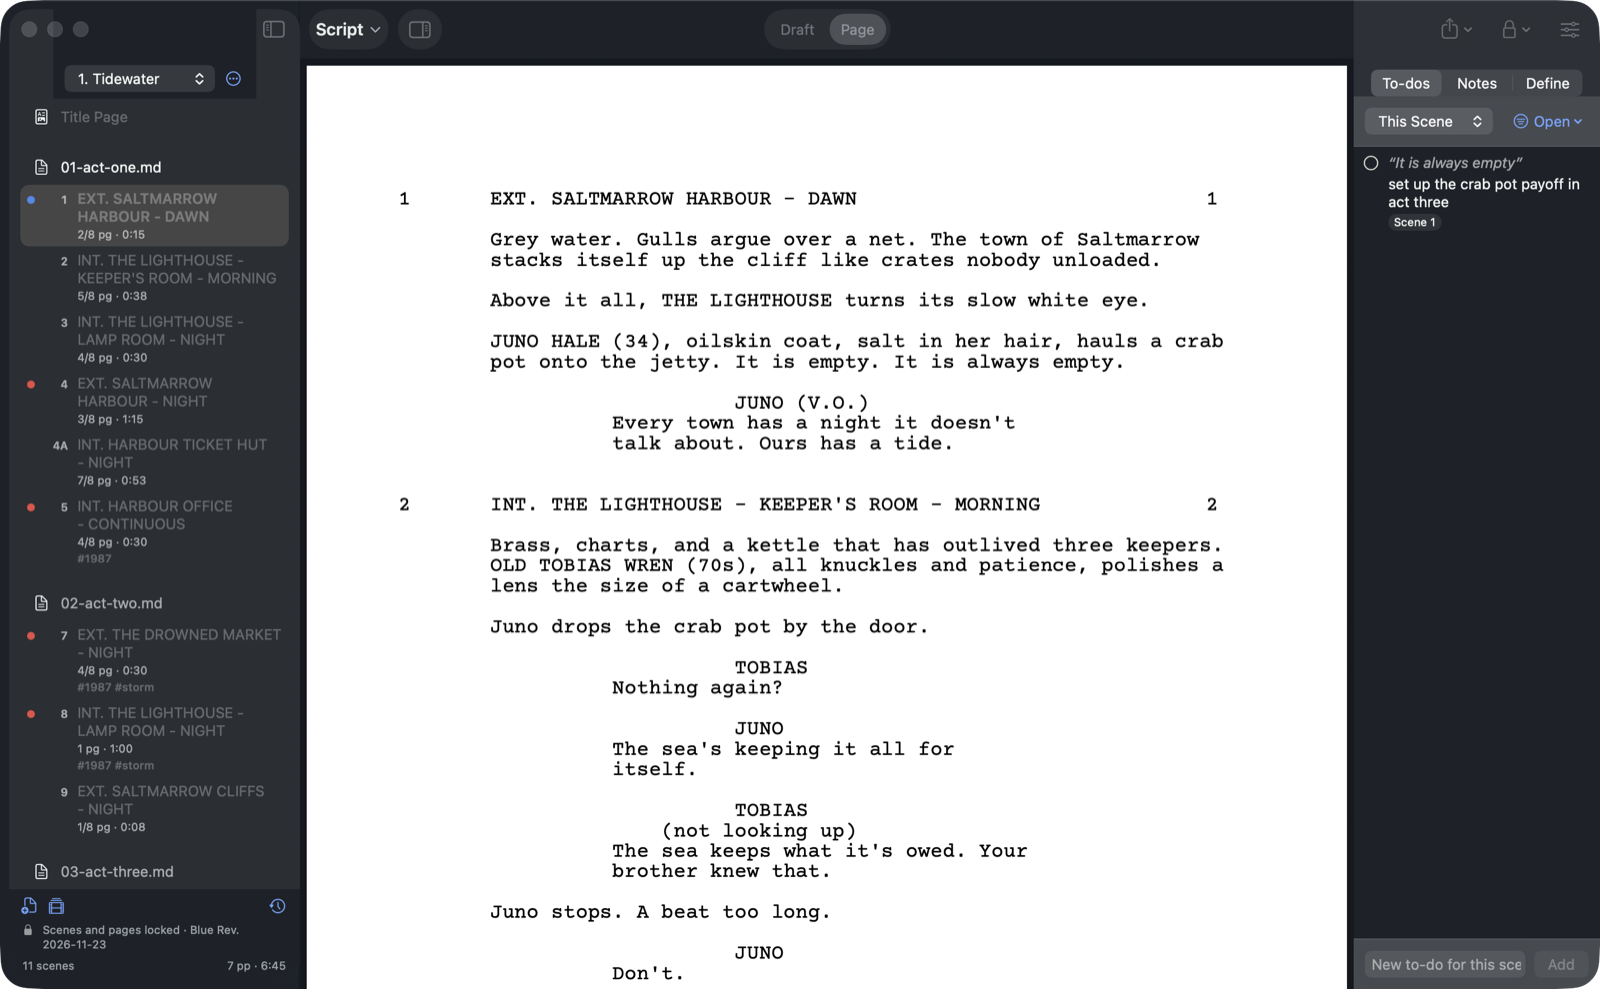 Script
Draft
Page
1. Tidewater
Title Page
01-act-one.md
1 EXT. SALTMARROW
HARBOUR - DAWN
2/8 pg · 0:15
2 INT. THE LIGHTHOUSE -
KEEPER'S ROOM - MORNING
5/8 pg · 0:38
3 INT. THE LIGHTHOUSE -
LAMP ROOM - NIGHT
4/8 pg · 0:30
4 EXT. SALTMARROW
HARBOUR - NIGHT
3/8 pg · 1:15
4A INT. HARBOUR TICKET HUT
- NIGHT
7/8 pg · 0:53
5 INT. HARBOUR OFFICE
- CONTINUOUS
4/8 pg · 0:30
#1987
02-act-two.md
7 EXT. THE DROWNED MARKET
- NIGHT
4/8 pg · 0:30
#1987 #storm
8 INT. THE LIGHTHOUSE -
LAMP ROOM - NIGHT
1 pg · 1:00
#1987 #storm
9 EXT. SALTMARROW CLIFFS
- NIGHT
1/8 pg · 0:08
03-act-three.md
Scenes and pages locked · Blue Rev.
2026-11-23
11 scenes 7 pp · 6:45
1 EXT. SALTMARROW HARBOUR - DAWN 1
Grey water. Gulls argue over a net. The town of Saltmarrow
stacks itself up the cliff like crates nobody unloaded.
Above it all, THE LIGHTHOUSE turns its slow white eye.
JUNO HALE (34), oilskin coat, salt in her hair, hauls a crab
pot onto the jetty. It is empty. It is always empty.
JUNO (V.O.)
Every town has a night it doesn't
talk about. Ours has a tide.
2 INT. THE LIGHTHOUSE - KEEPER'S ROOM - MORNING 2
Brass, charts, and a kettle that has outlived three keepers.
OLD TOBIAS WREN (70s), all knuckles and patience, polishes a
lens the size of a cartwheel.
Juno drops the crab pot by the door.
TOBIAS
Nothing again?
JUNO
The sea's keeping it all for
itself.
TOBIAS
(not looking up)
The sea keeps what it's owed. Your
brother knew that.
Juno stops. A beat too long.
JUNO
Don't.
To-dos
Notes
Define
This Scene
Open
“It is always empty”
set up the crab pot payoff in
act three
Scene 1
New to-do for this sce
Add